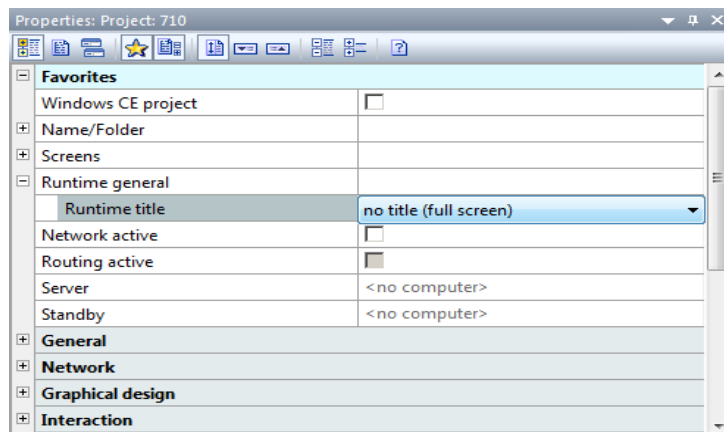 Properties: Project: 710
Favorites
Windows CE project
Name/Folder
Screens
Runtime general
Runtime title no title (full screen)
Network active
Routing active
Server <no computer>
Standby <no computer>
General
Network
Graphical design
Interaction